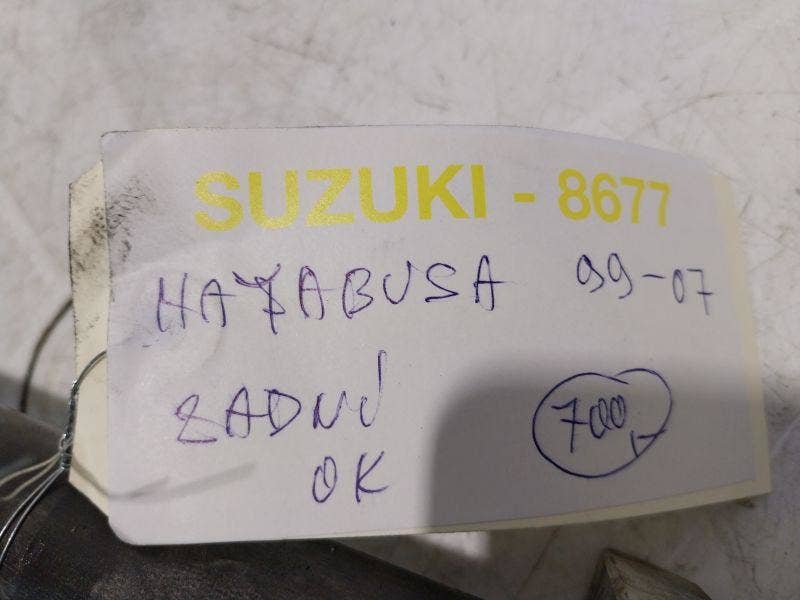 SUZUKI - 8677
HAYABUSA 99-07
ZADNÍ
OK
700,-